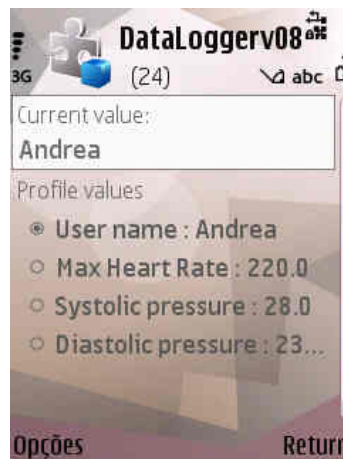 DataLoggerv08
3G
(24)
abc
Current value:
Andrea
Profile values
User name : Andrea
Max Heart Rate : 220.0
Systolic pressure : 28.0
Diastolic pressure : 23...
Opções
Return